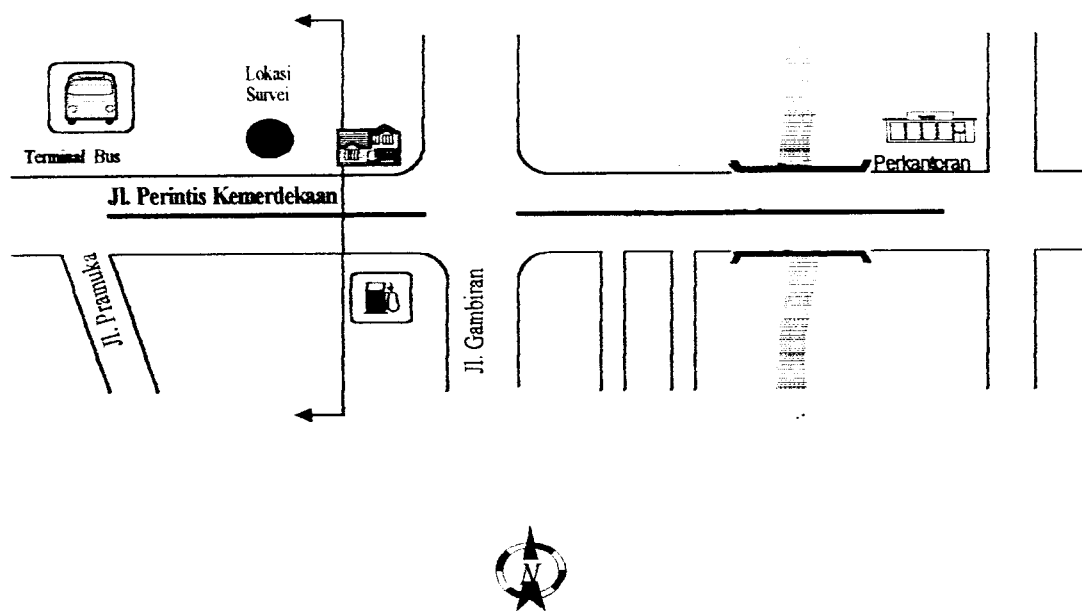 Lokasi
Survei
Terminal Bus
Perkantoran
Jl. Perintis Kemerdekaan
Jl. Pramuka
Jl. Gambiran
N